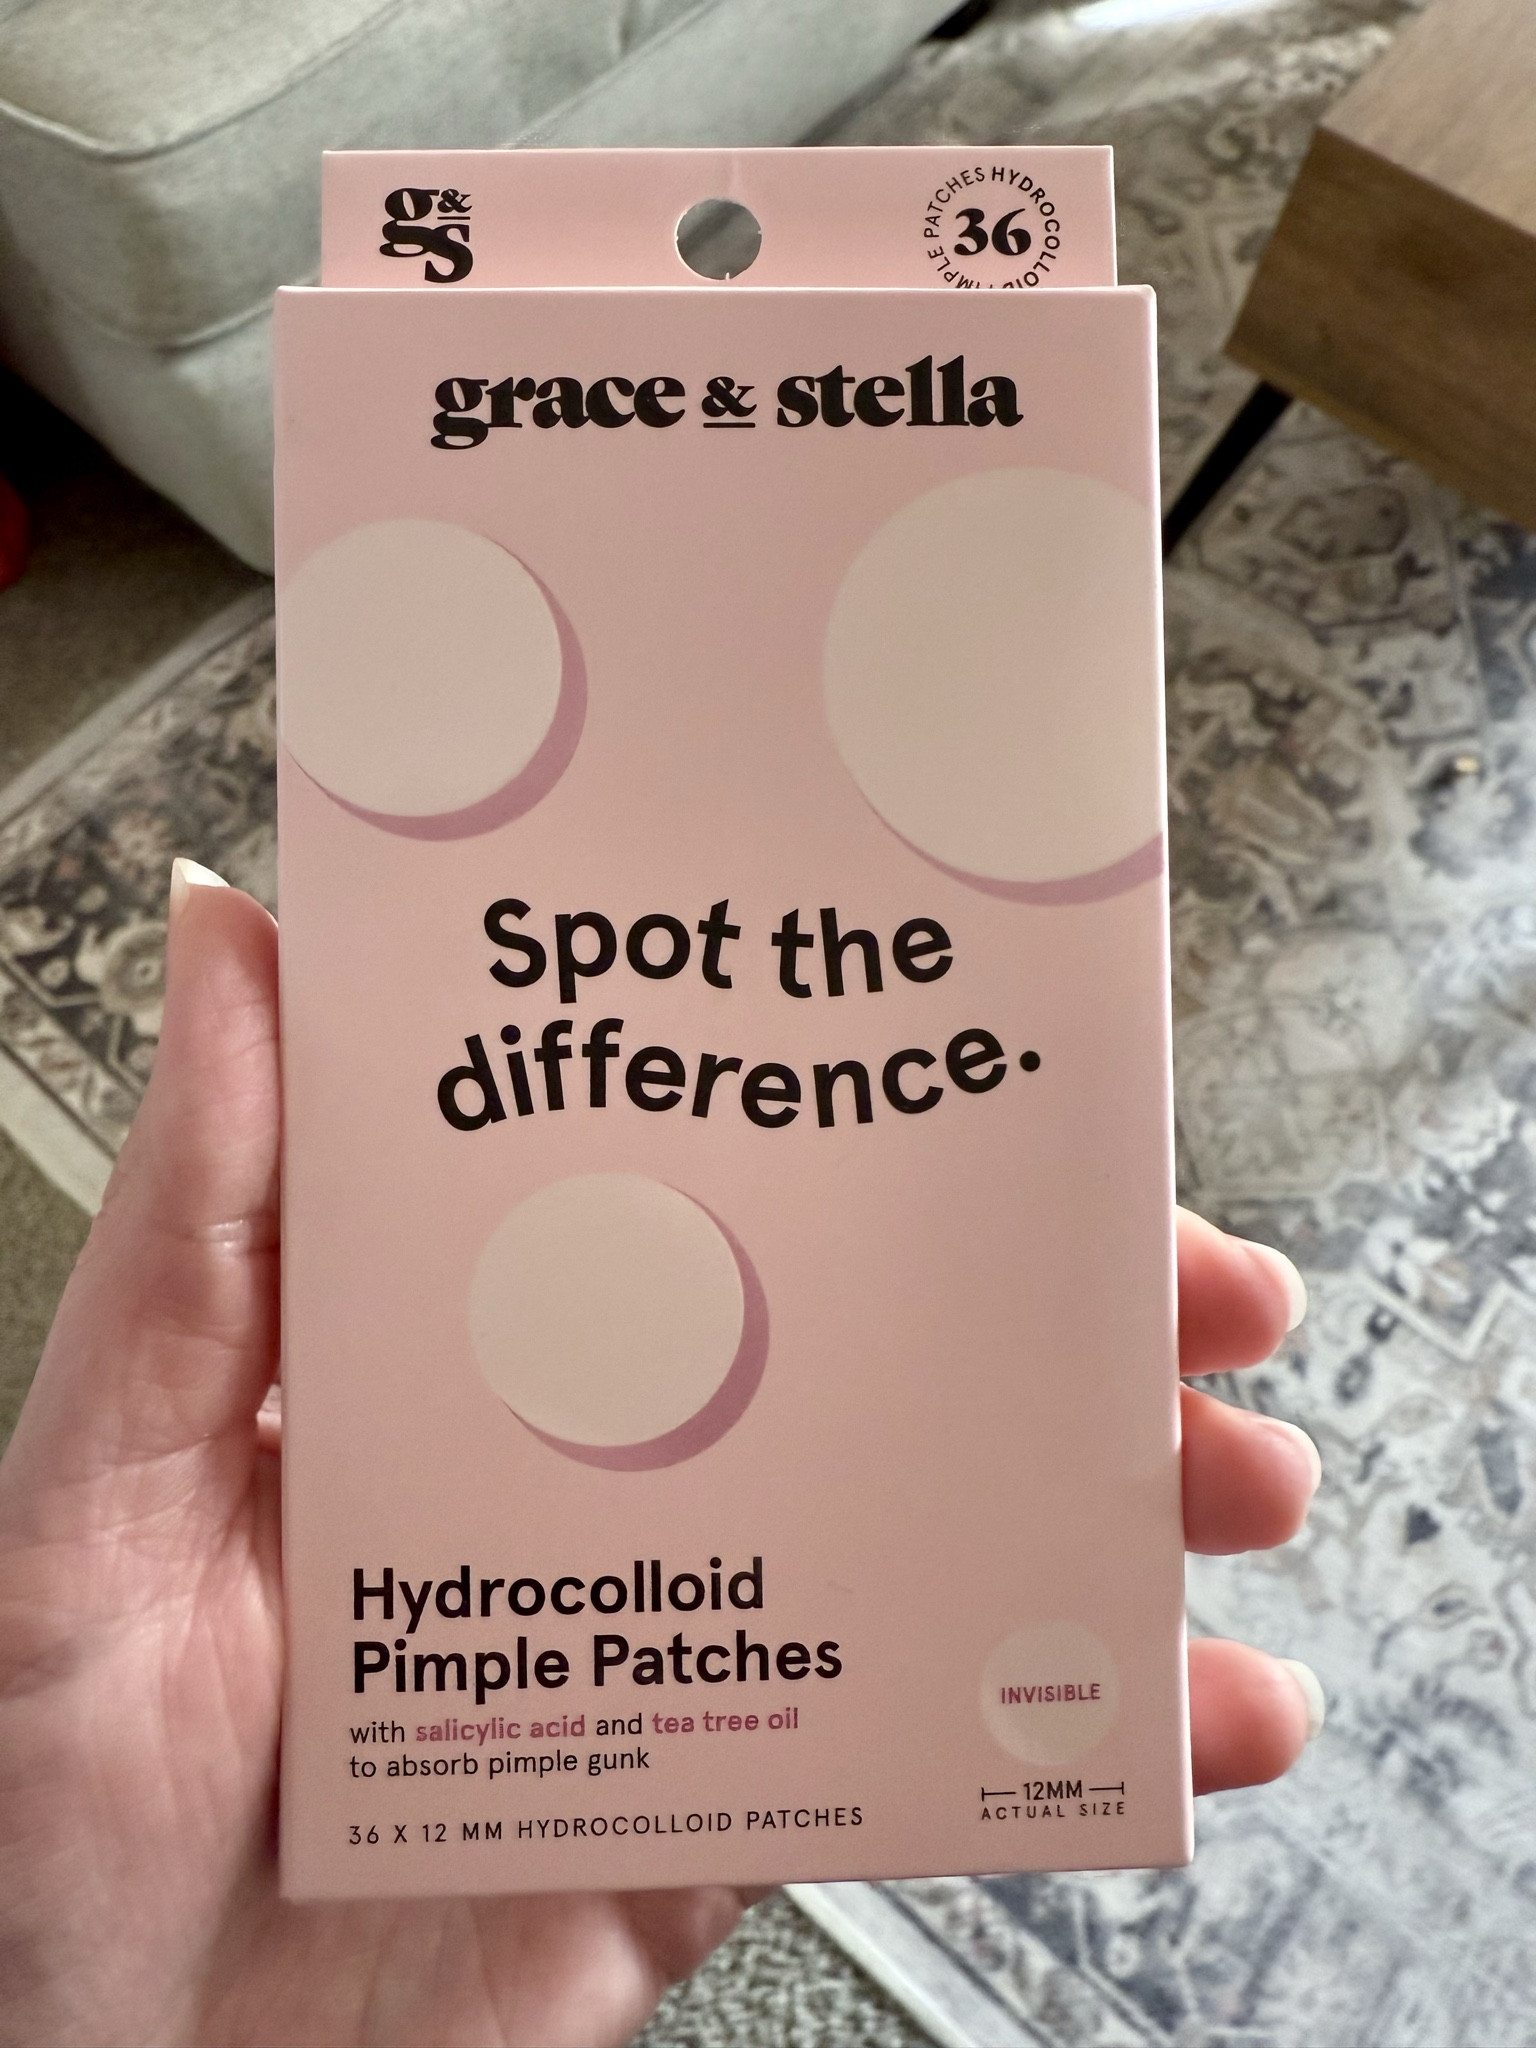 g&s
PATCHES HYDROCOLLOID PIMPLE
36
grace & stella
Spot the
difference.
Hydrocolloid
Pimple Patches
with salicylic acid and tea tree oil
to absorb pimple gunk
36 X 12 MM HYDROCOLLOID PATCHES
INVISIBLE
12MM
ACTUAL SIZE